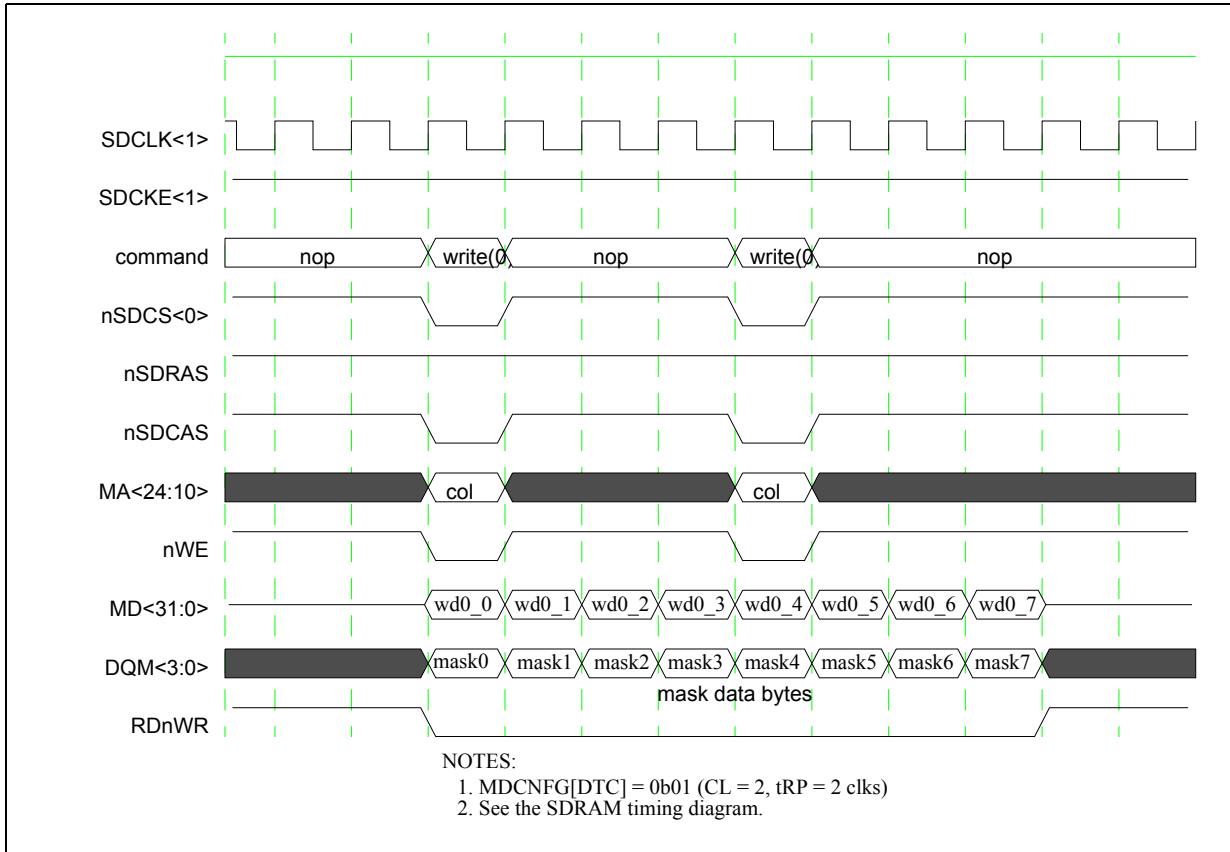 SDCLK<1>
SDCKE<1>
command nop write(0, nop write(0, nop
nSDCS<0>
nSDRAS
nSDCAS
MA<24:10> col col
nWE
MD<31:0> wd0_0 wd0_1 wd0_2 wd0_3 wd0_4 wd0_5 wd0_6 wd0_7
DQM<3:0> mask0 mask1 mask2 mask3 mask4 mask5 mask6 mask7
mask data bytes
RDnWR
NOTES:
1. MDCNFG[DTC] = 0b01 (CL = 2, tRP = 2 clks)
2. See the SDRAM timing diagram.